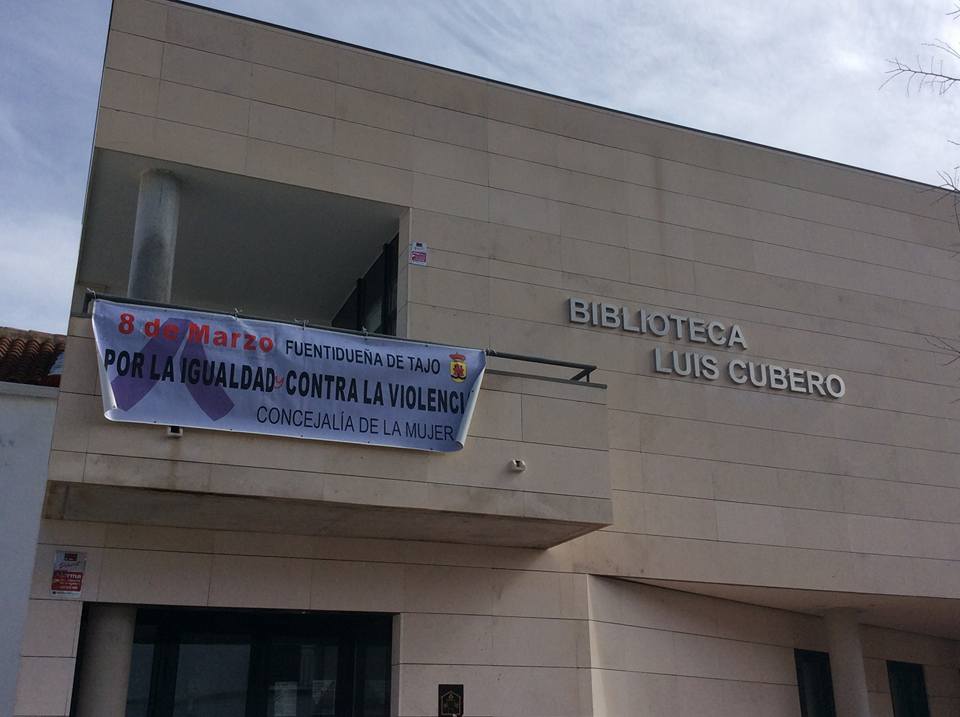 8 de Marzo FUENTIDUEÑA DE TAJO
POR LA IGUALDAD y CONTRA LA VIOLENCI
CONCEJALÍA DE LA MUJER
BIBLIOTECA
LUIS CUBERO